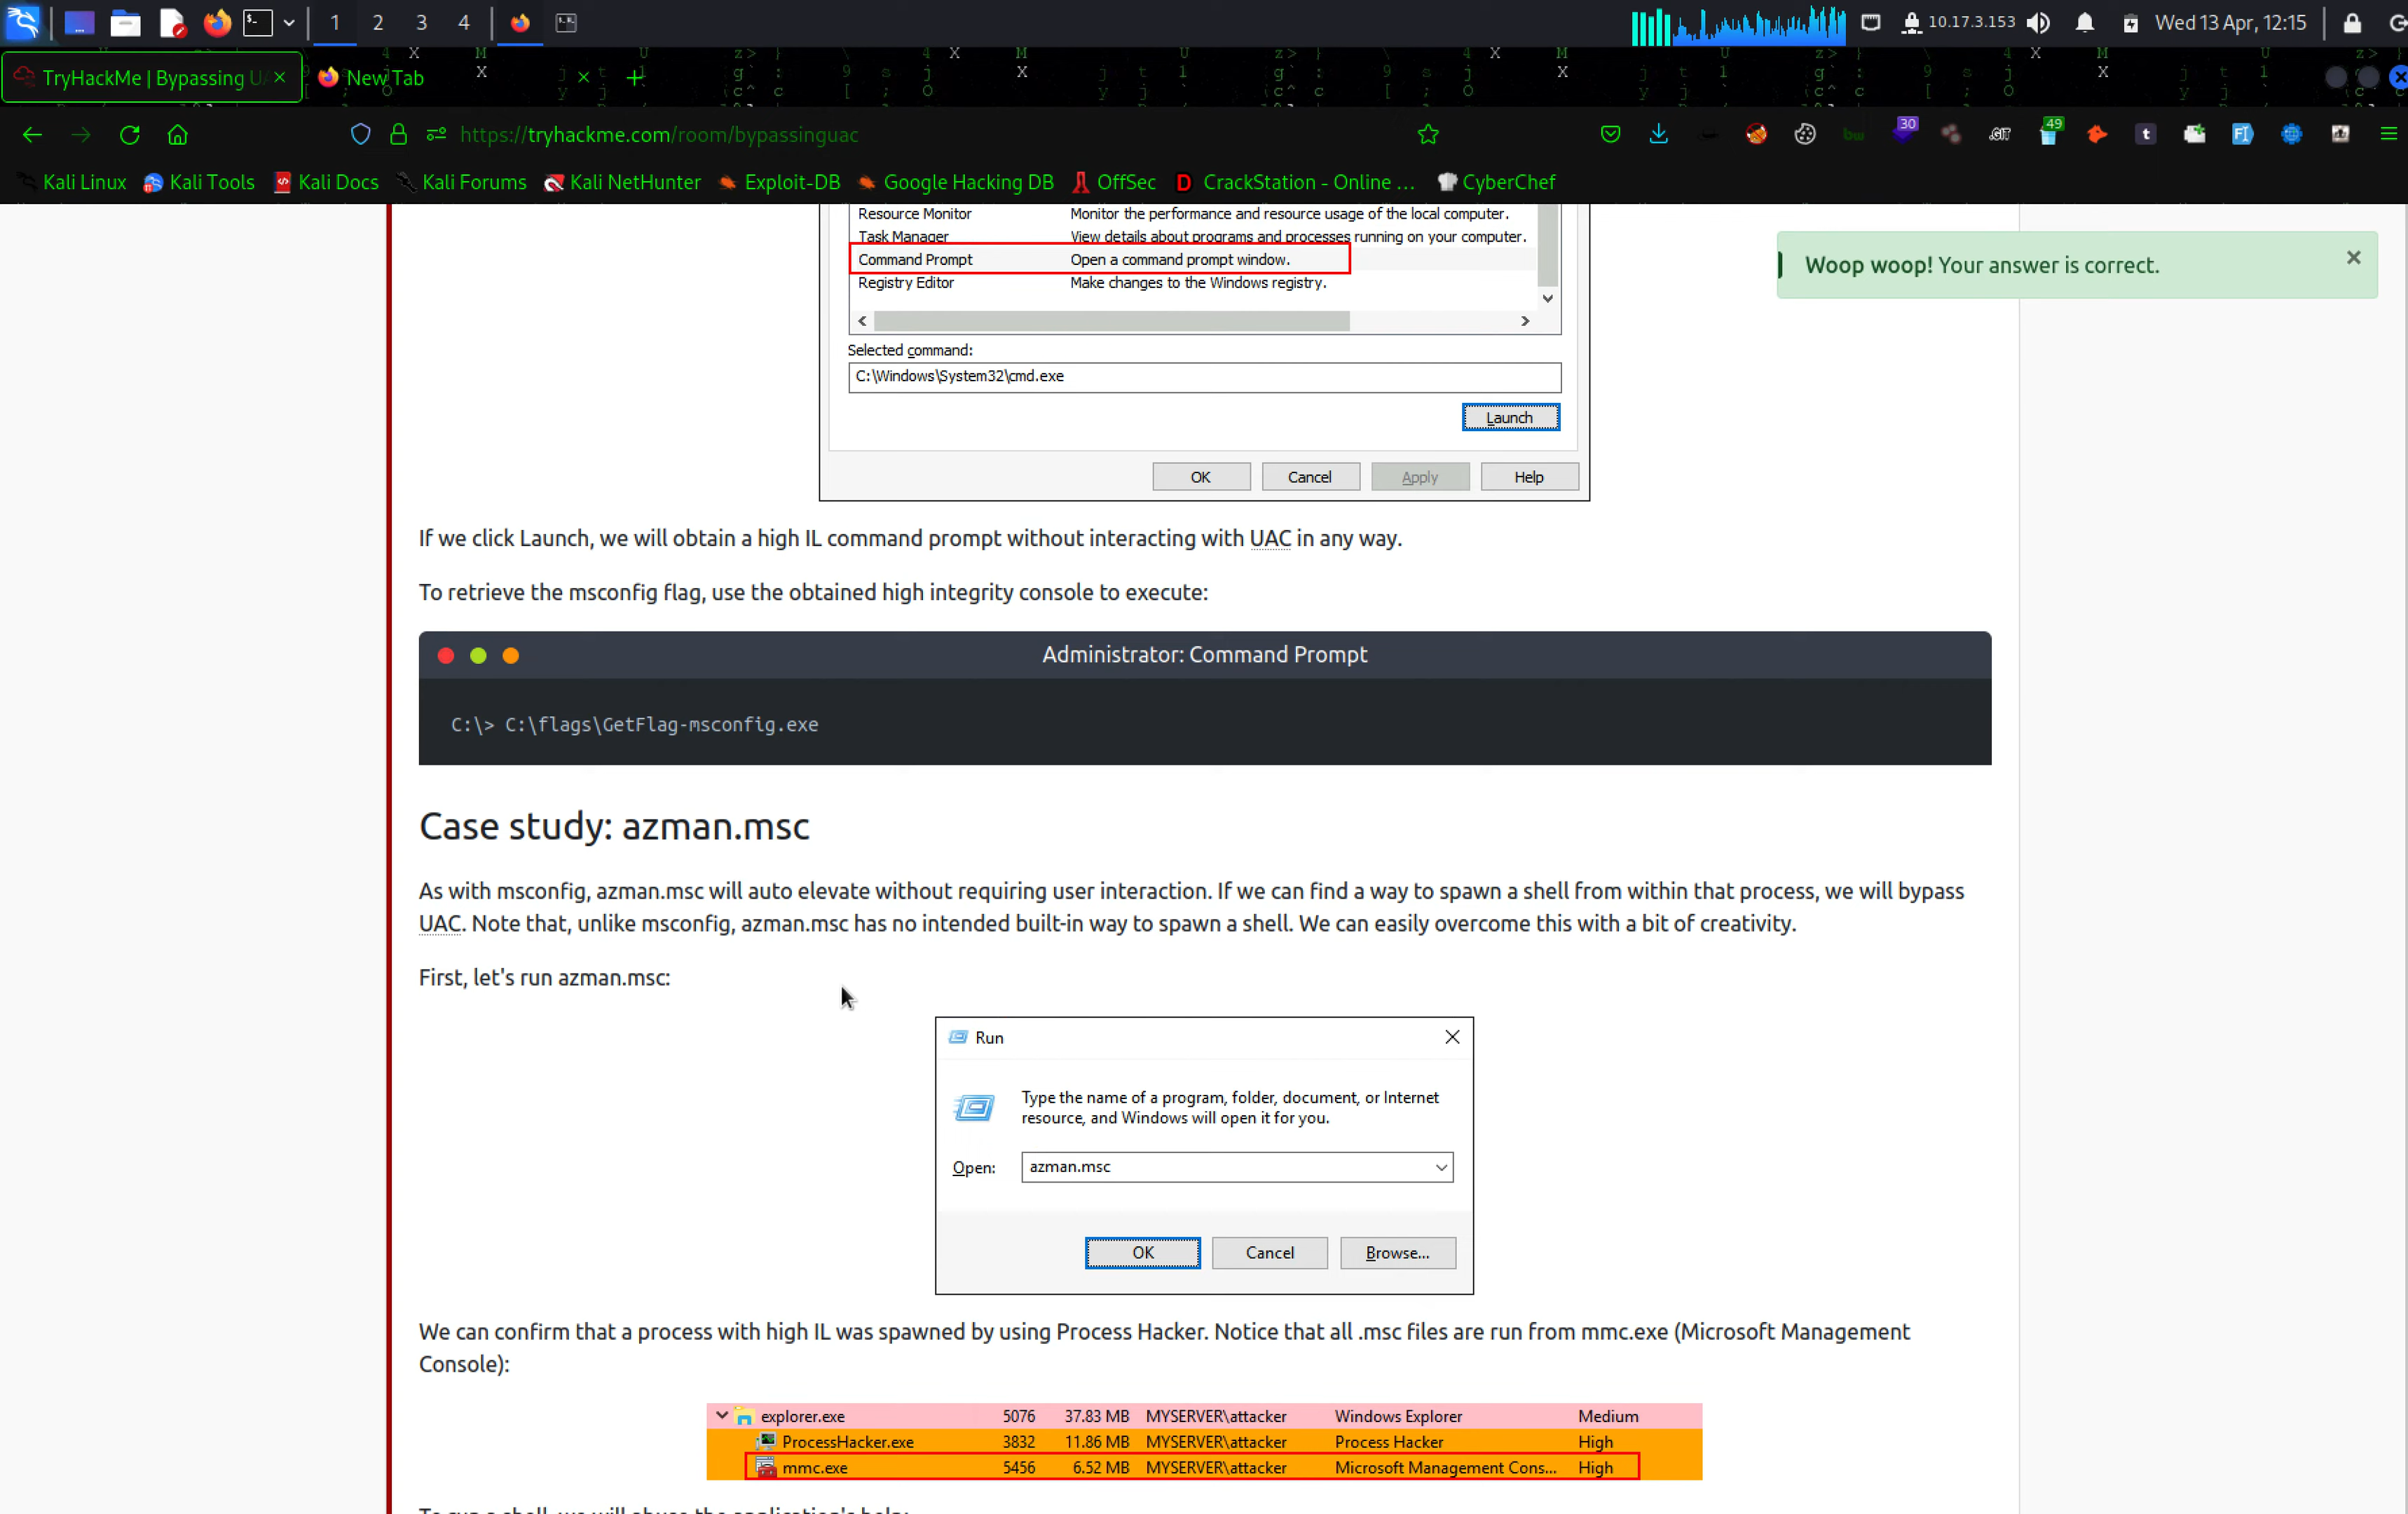 1 2 3 4 10.17.3.153 Wed 13 Apr, 12:15
TryHackMe | Bypassing UA New Tab
https://tryhackme.com/room/bypassinguac 30 .GIT 49
Kali Linux Kali Tools Kali Docs Kali Forums Kali NetHunter Exploit-DB Google Hacking DB OffSec CrackStation - Online ... CyberChef
Resource Monitor Monitor the performance and resource usage of the local computer.
Task Manager View details about programs and processes running on your computer.
Command Prompt Open a command prompt window.
Registry Editor Make changes to the Windows registry.
Woop woop! Your answer is correct.
Selected command:
C:\Windows\System32\cmd.exe
Launch
OK Cancel Apply Help
If we click Launch, we will obtain a high IL command prompt without interacting with UAC in any way.
To retrieve the msconfig flag, use the obtained high integrity console to execute:
Administrator: Command Prompt
C:\> C:\flags\GetFlag-msconfig.exe
Case study: azman.msc
As with msconfig, azman.msc will auto elevate without requiring user interaction. If we can find a way to spawn a shell from within that process, we will bypass
UAC. Note that, unlike msconfig, azman.msc has no intended built-in way to spawn a shell. We can easily overcome this with a bit of creativity.
First, let's run azman.msc:
Run
Type the name of a program, folder, document, or Internet
resource, and Windows will open it for you.
Open: azman.msc
OK Cancel Browse...
We can confirm that a process with high IL was spawned by using Process Hacker. Notice that all .msc files are run from mmc.exe (Microsoft Management
Console):
explorer.exe 5076 37.83 MB MYSERVER\attacker Windows Explorer Medium
ProcessHacker.exe 3832 11.86 MB MYSERVER\attacker Process Hacker High
mmc.exe 5456 6.52 MB MYSERVER\attacker Microsoft Management Cons... High
To run a shell, we will abuse the application's help: